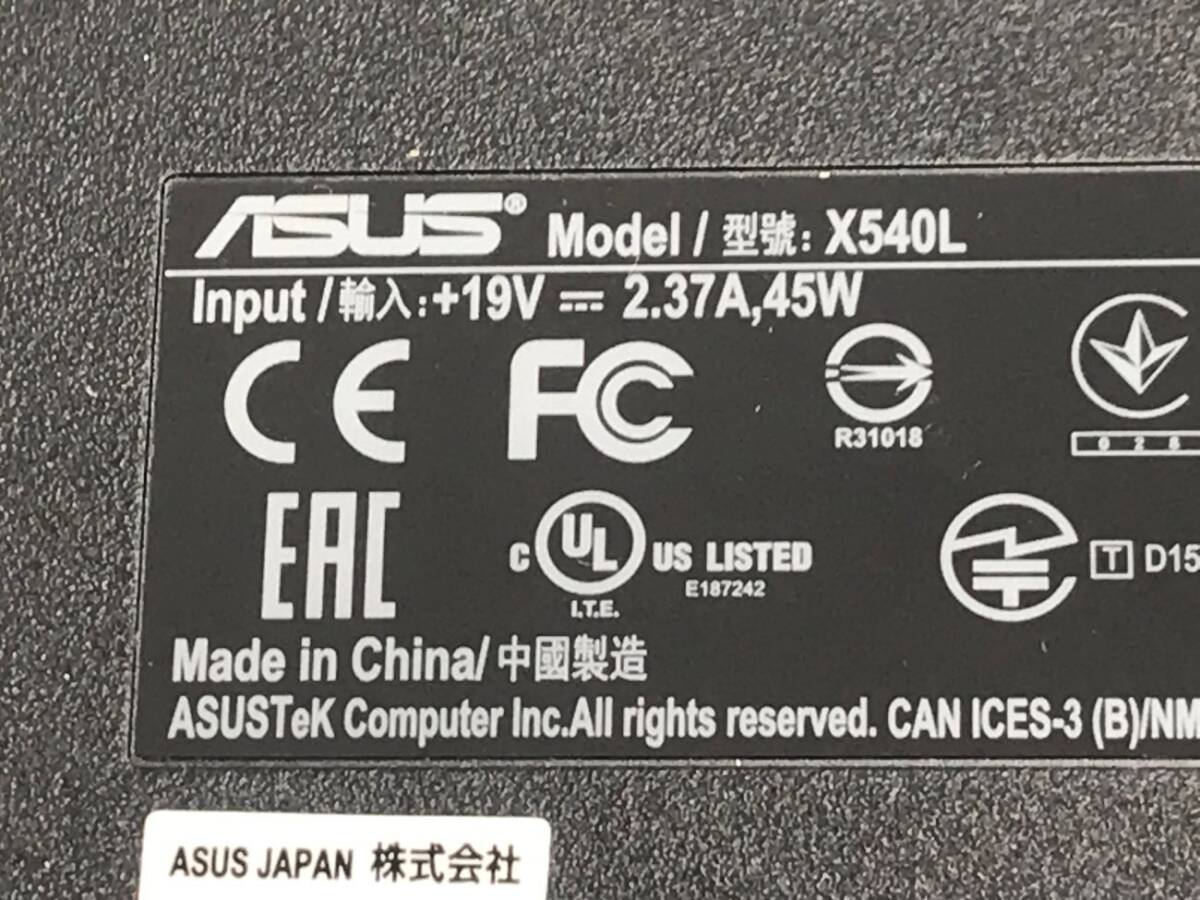 ASUS® Model / 型號: X540L
Input / 輸入: +19V ⎓ 2.37A,45W
CE FC
R31018
028
EAC
c UL US LISTED
E187242
I.T.E.
T D15
Made in China/ 中國製造
ASUSTeK Computer Inc.All rights reserved. CAN ICES-3 (B)/NM
ASUS JAPAN 株式会社